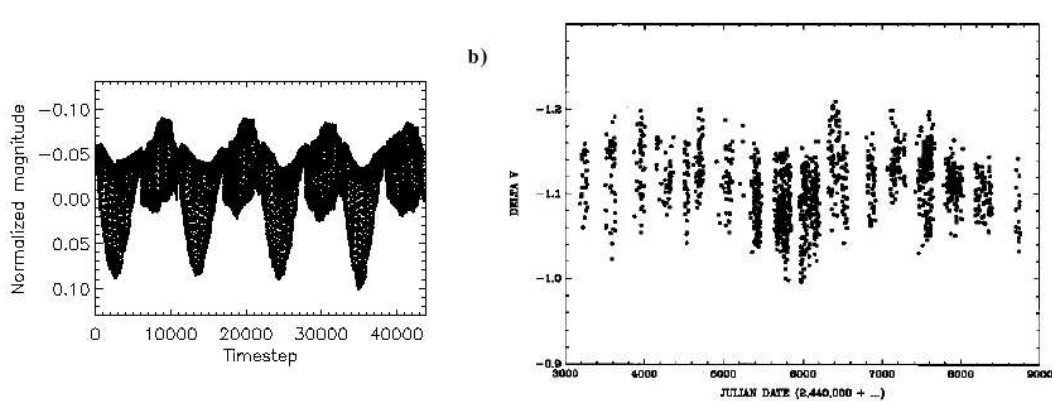 b)
Normalized magnitude
-0.10
-0.05
0.00
0.05
0.10
0 10000 20000 30000 40000
Timestep
DELTA V
-1.2
-1.1
-1.0
-0.9
3000 4000 5000 6000 7000 8000 9000
JULIAN DATE (2,440,000 + ...)